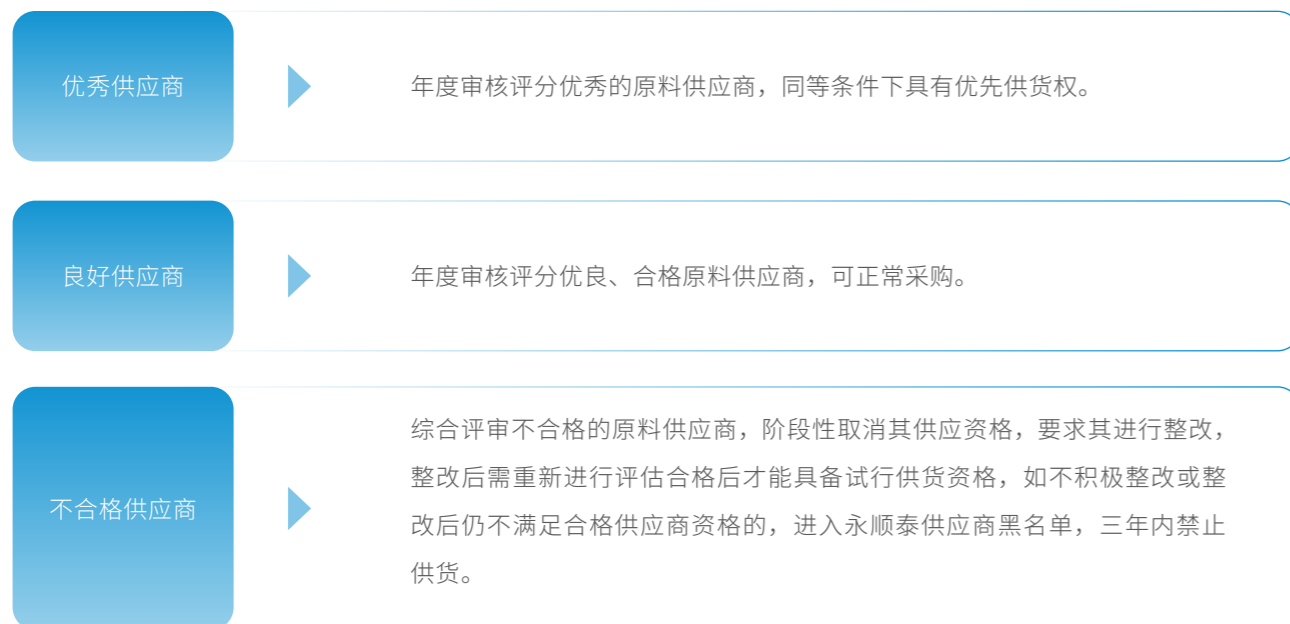 优秀供应商
年度审核评分优秀的原料供应商，同等条件下具有优先供货权。
良好供应商
年度审核评分优良、合格原料供应商，可正常采购。
不合格供应商
综合评审不合格的原料供应商，阶段性取消其供应资格，要求其进行整改，
整改后需重新进行评估合格后才能具备试行供货资格，如不积极整改或整
改后仍不满足合格供应商资格的，进入永顺泰供应商黑名单，三年内禁止
供货。